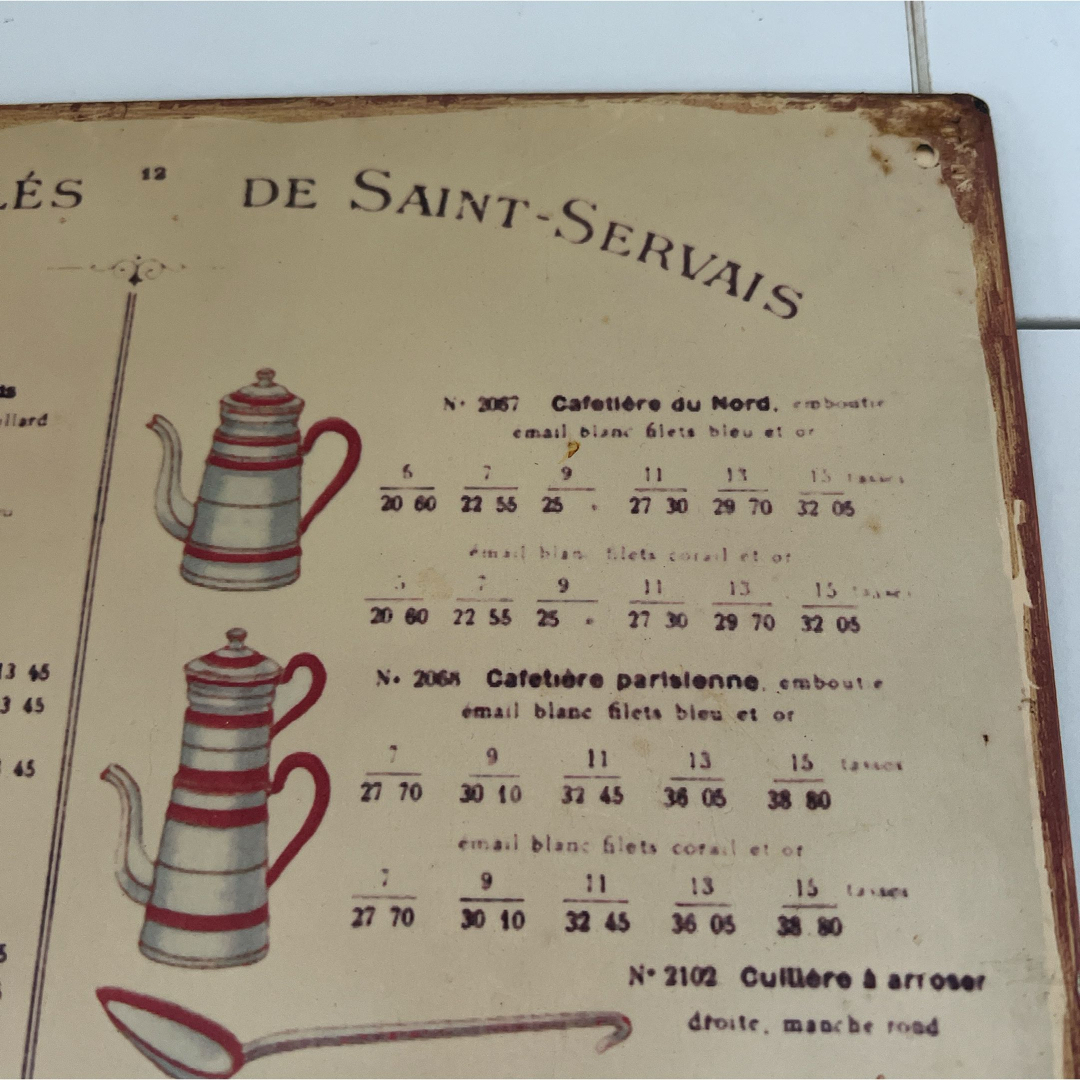 LÉS 12 DE SAINT-SERVAIS
llard
13 45
3 45
45
N° 2067 Cafetière du Nord, emboutie
émail blanc filets bleu et or
6 7 9 11 13 15 tasses
20 60 22 55 25 27 30 29 70 32 05
émail blanc filets corail et or
7 9 11 13 15 tasses
20 60 22 55 25 27 30 29 70 32 05
N° 2068 Cafetière parisienne, emboutie
émail blanc filets bleu et or
7 9 11 13 15 tasses
27 70 30 10 32 45 36 05 38 80
émail blanc filets corail et or
7 9 11 13 15 tasses
27 70 30 10 32 45 36 05 38 80
N° 2102 Cuillère à arroser
droite, manche rond